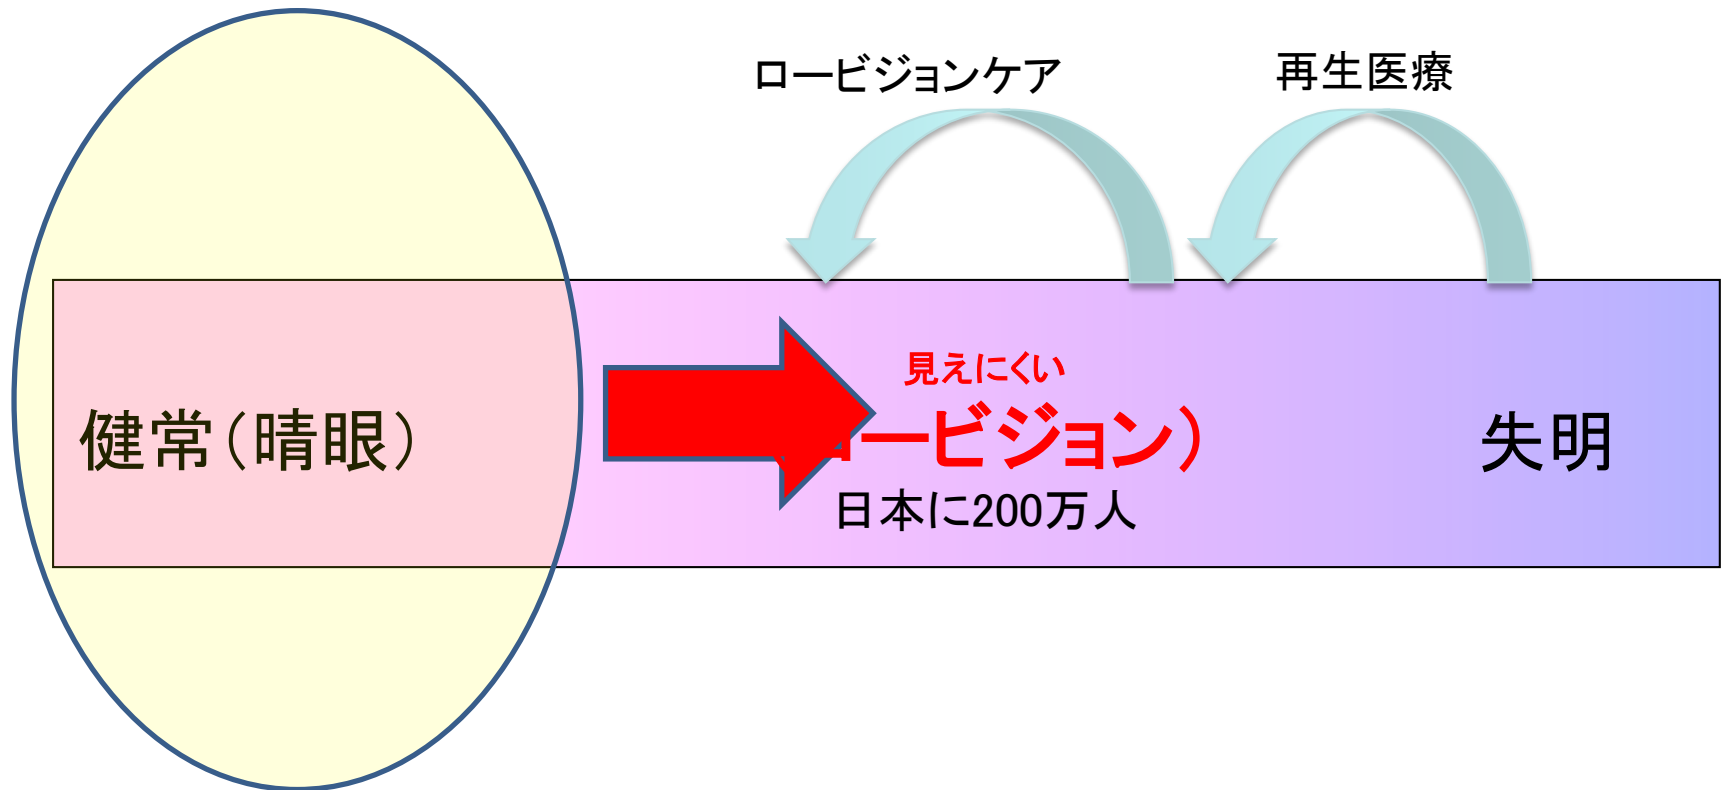 ロービジョンケア
再生医療
健常（晴眼）
見えにくい
ービジョン）
日本に200万人
失明